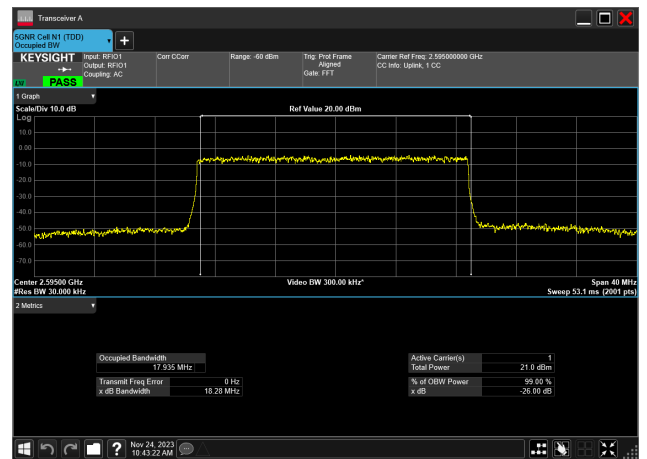 Transceiver A
5GNR Cell N1 (TDD)
Occupied BW
KEYSIGHT
LXI
PASS
Input: RFIO1
Output: RFIO1
Coupling: AC
Corr CCorr
Range: -60 dBm
Trig: Prot Frame
Aligned
Gate: FFT
Carrier Ref Freq: 2.595000000 GHz
CC Info: Uplink, 1 CC
1 Graph
Scale/Div 10.0 dB
Ref Value 20.00 dBm
Log
10.0
0.00
-10.0
-20.0
-30.0
-40.0
-50.0
-60.0
-70.0
Center 2.59500 GHz
Video BW 300.00 kHz*
Span 40 MHz
#Res BW 30.000 kHz
Sweep 53.1 ms (2001 pts)
2 Metrics
Occupied Bandwidth
17.935 MHz
Transmit Freq Error 0 Hz
x dB Bandwidth 18.28 MHz
Active Carrier(s) 1
Total Power 21.0 dBm
% of OBW Power 99.00 %
x dB -26.00 dB
?
Nov 24, 2023
10:43:22 AM